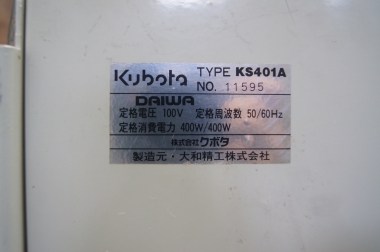 Kubota TYPE KS401A
NO. 11595
DAIWA
定格電圧 100V 定格周波数 50/60Hz
定格消費電力 400W/400W
株式会社クボタ
製造元・大和精工株式会社